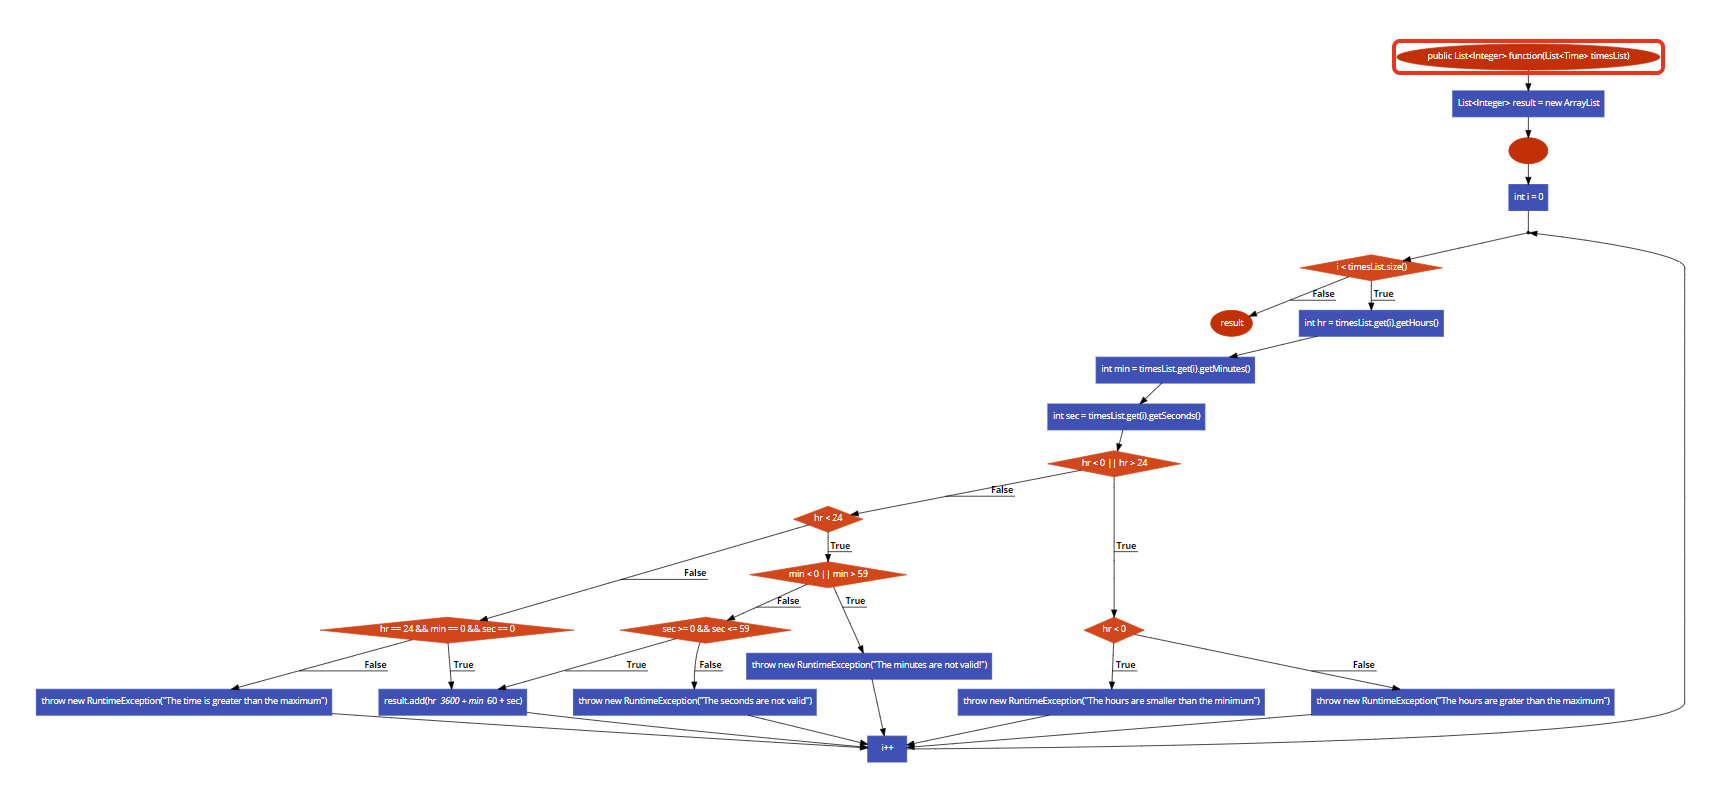 public List<Integer> function(List<Time> timesList)
List<Integer> result = new ArrayList
int i = 0
i < timesList.size()
False
True
result
int hr = timesList.get(i).getHours()
int min = timesList.get(i).getMinutes()
int sec = timesList.get(i).getSeconds()
hr < 0 || hr > 24
False
hr < 24
True
True
False
min < 0 || min > 59
False
True
hr == 24 && min == 0 && sec == 0
sec >= 0 && sec <= 59
hr < 0
False
True
True
False
throw new RuntimeException("The minutes are not valid!")
True
False
throw new RuntimeException("The time is greater than the maximum")
result.add(hr 3600 + min 60 + sec)
throw new RuntimeException("The seconds are not valid")
throw new RuntimeException("The hours are smaller than the minimum")
throw new RuntimeException("The hours are grater than the maximum")
i++